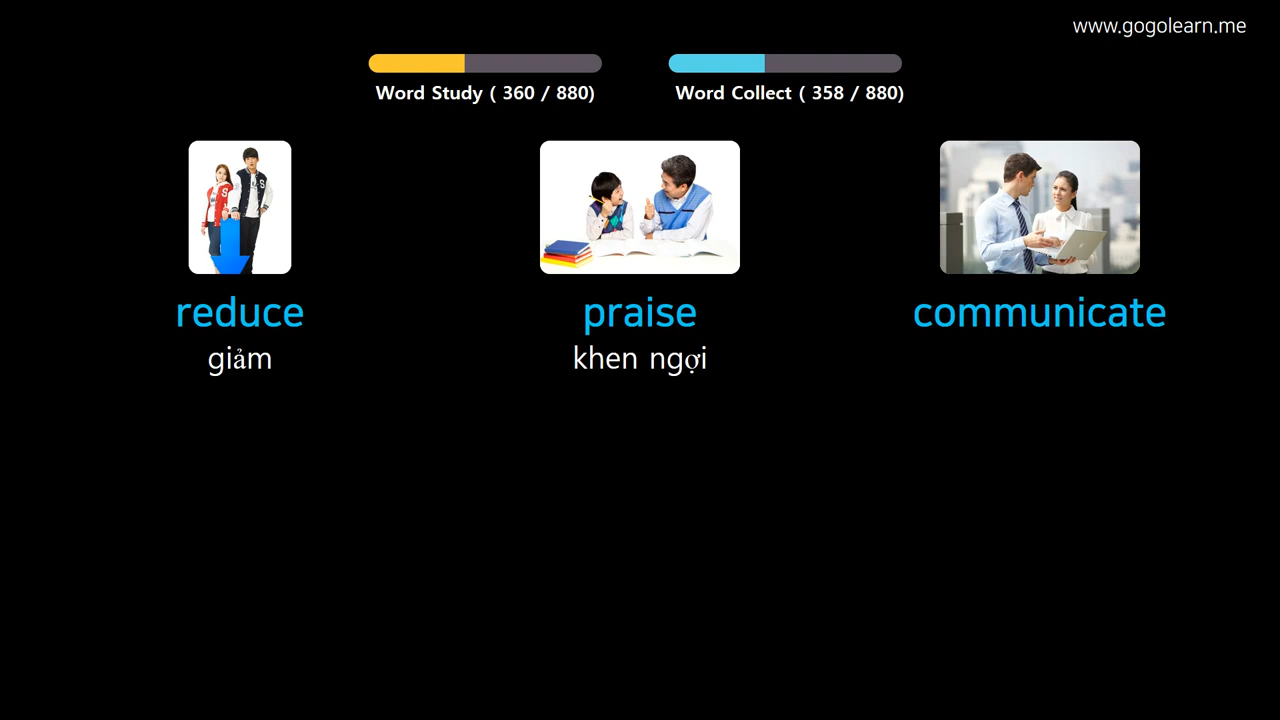 www.gogolearn.me
Word Study ( 360 / 880)
Word Collect ( 358 / 880)
reduce
giảm
praise
khen ngợi
communicate